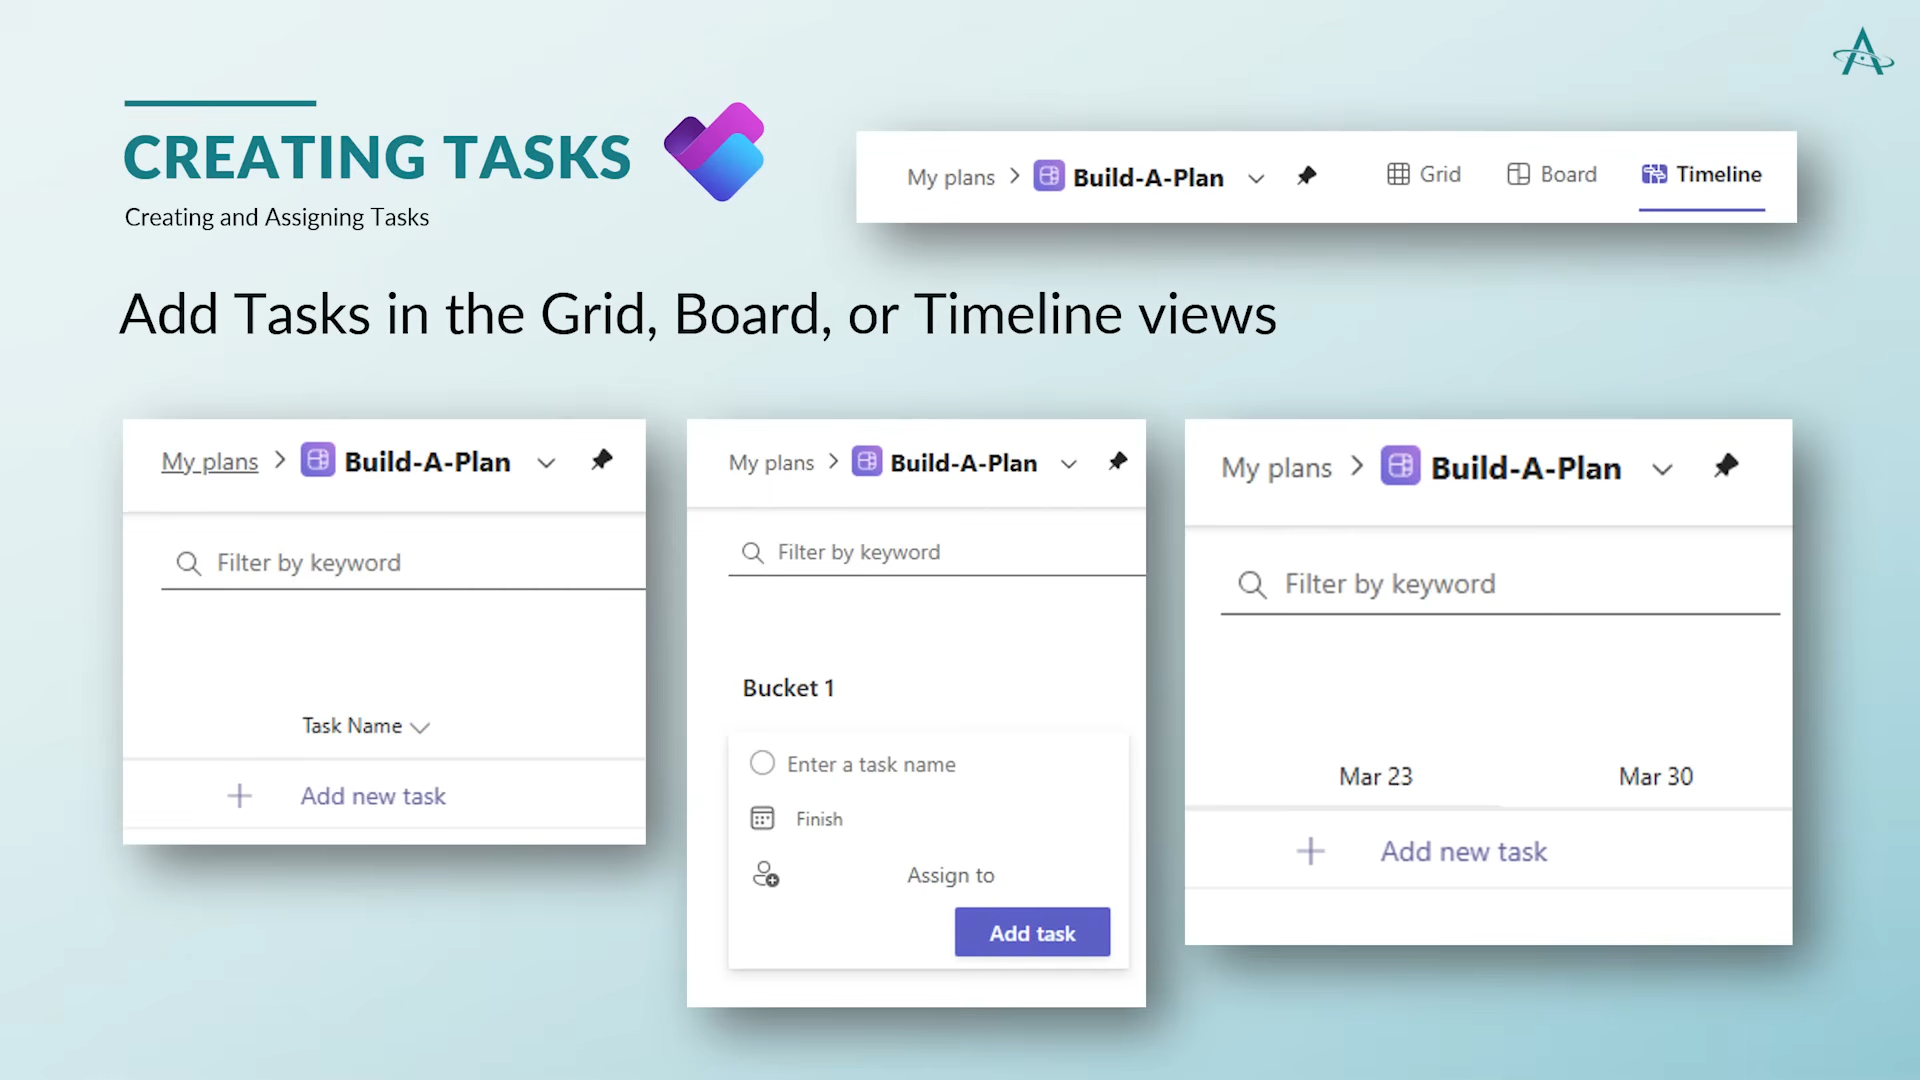 CREATING TASKS
Creating and Assigning Tasks
My plans > Build-A-Plan
Grid
Board
Timeline
Add Tasks in the Grid, Board, or Timeline views
My plans > Build-A-Plan
Filter by keyword
Task Name
+ Add new task
My plans > Build-A-Plan
Filter by keyword
Bucket 1
Enter a task name
Finish
Assign to
Add task
My plans > Build-A-Plan
Filter by keyword
Mar 23
Mar 30
+ Add new task